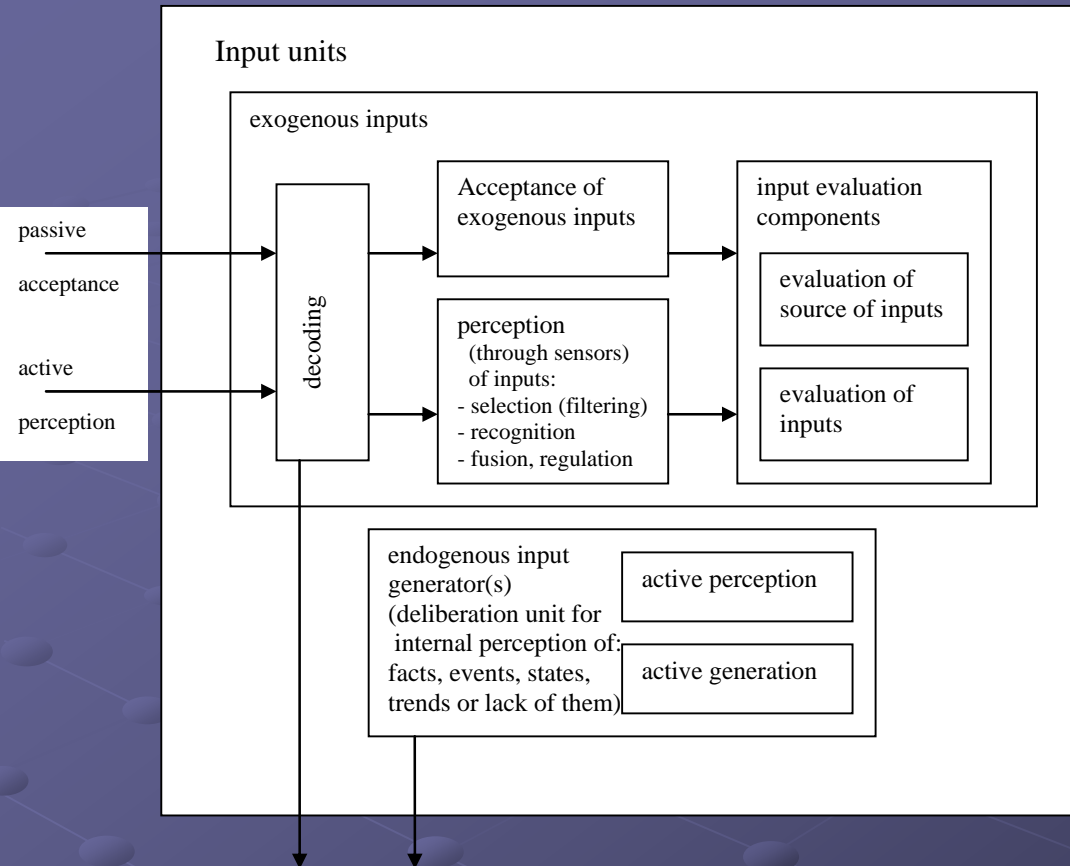 Input units
exogenous inputs
passive
acceptance
active
perception
decoding
Acceptance of
exogenous inputs
perception
(through sensors)
of inputs:
- selection (filtering)
- recognition
- fusion, regulation
input evaluation
components
evaluation of
source of inputs
evaluation of
inputs
endogenous input
generator(s)
(deliberation unit for
internal perception of:
facts, events, states,
trends or lack of them)
active perception
active generation